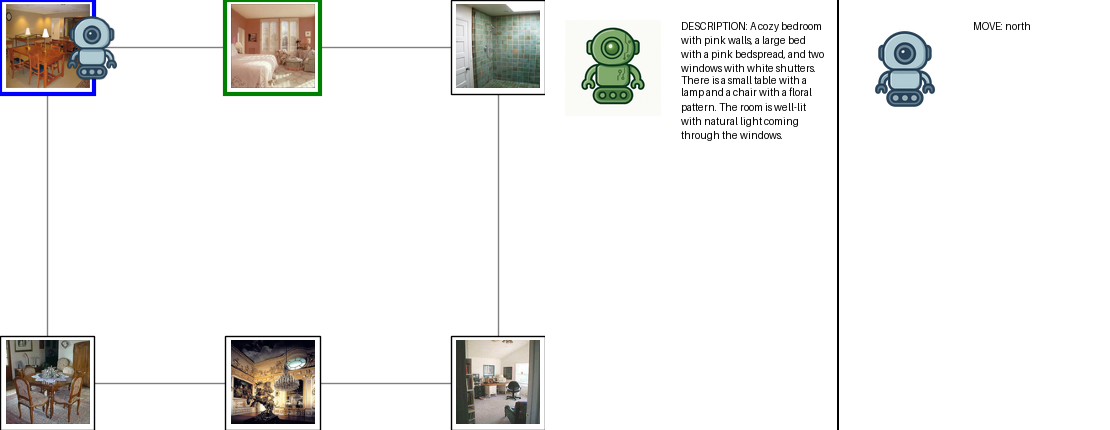 DESCRIPTION: A cozy bedroom
with pink walls, a large bed
with a pink bedspread, and two
windows with white shutters.
There is a small table with a
lamp and a chair with a floral
pattern. The room is well-lit
with natural light coming
through the windows.
MOVE: north